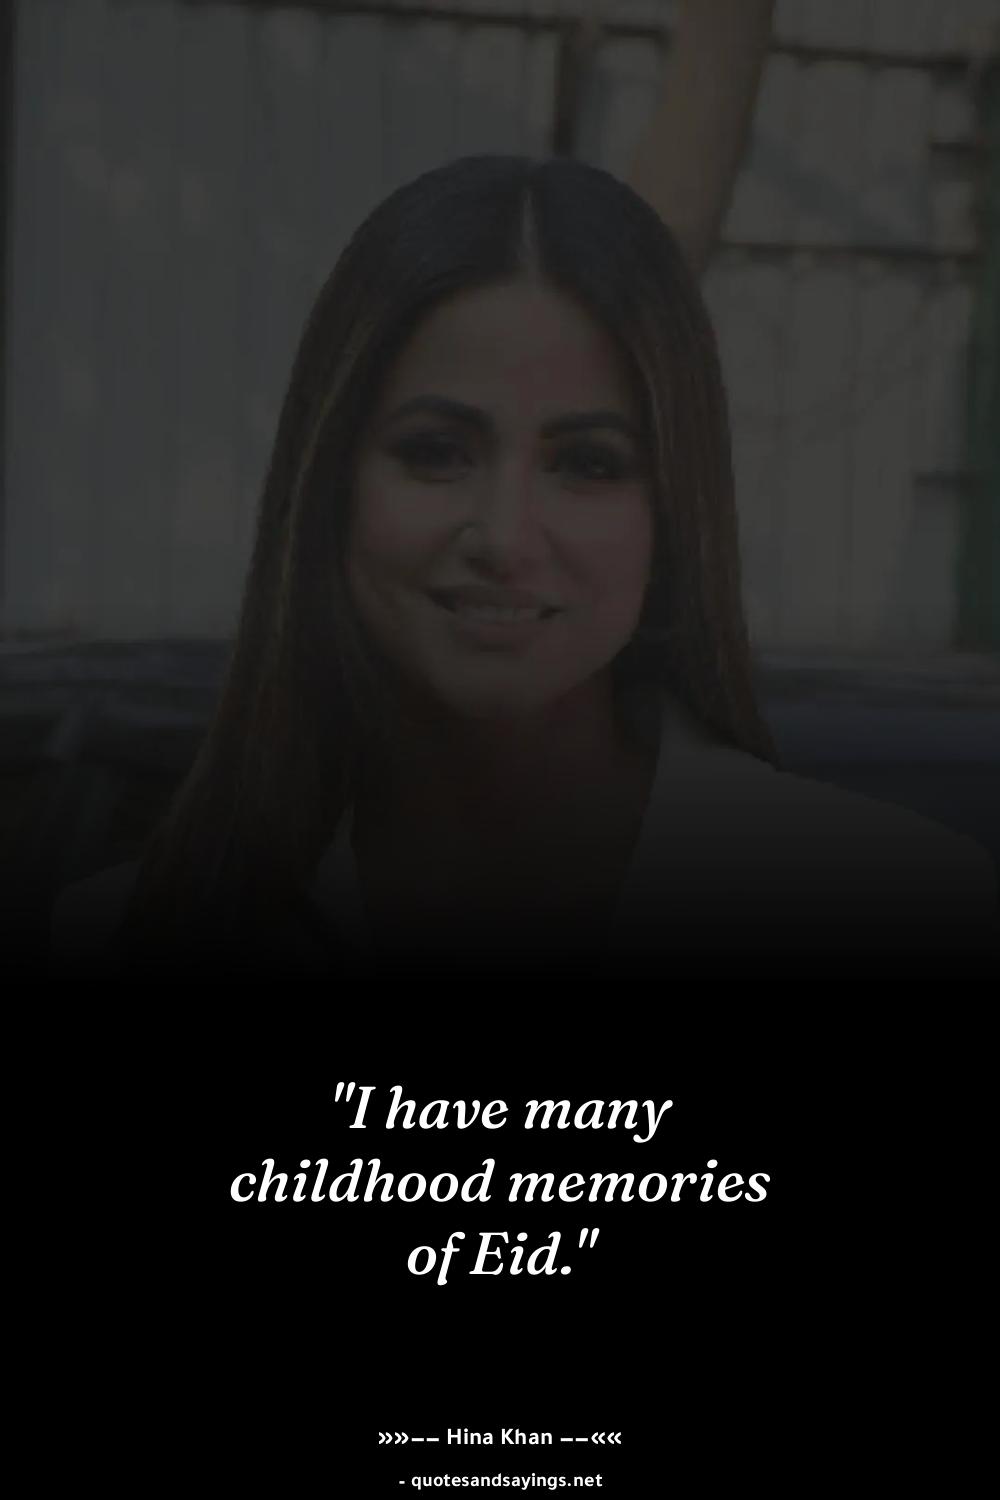 "I have many
childhood memories
of Eid."
»»−− Hina Khan −−««
- quotesandsayings.net